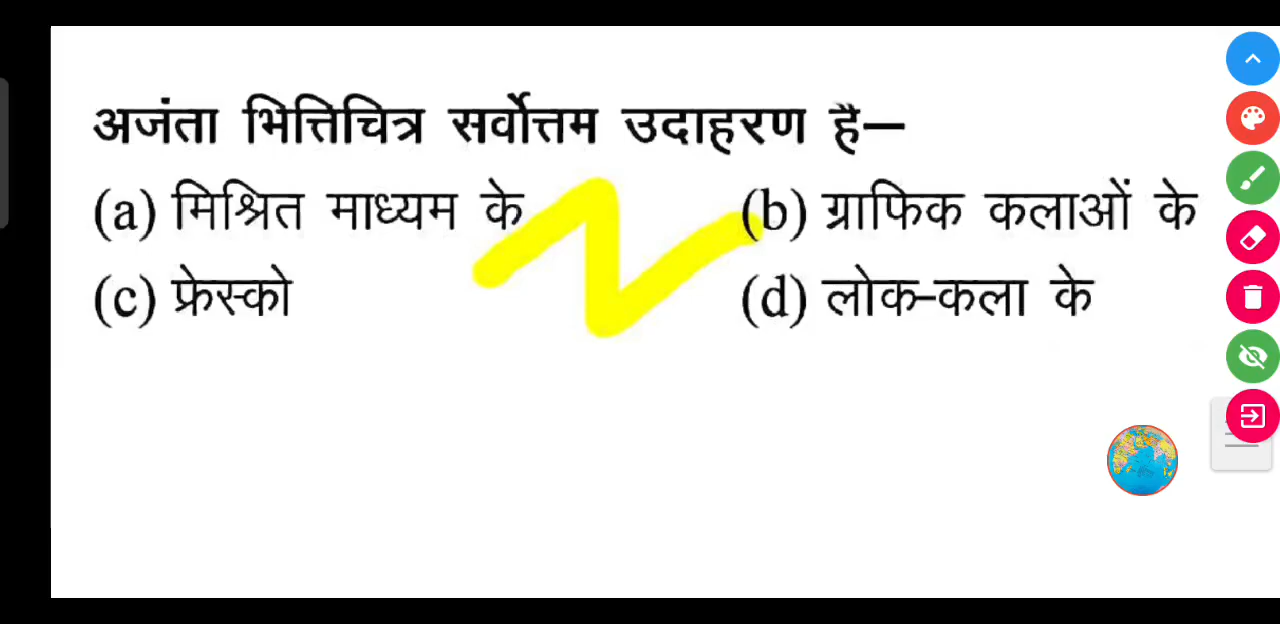 अजंता भित्तिचित्र सर्वोत्तम उदाहरण है—
(a) मिश्रित माध्यम के (b) ग्राफिक कलाओं के
(c) फ्रेस्को (d) लोक-कला के